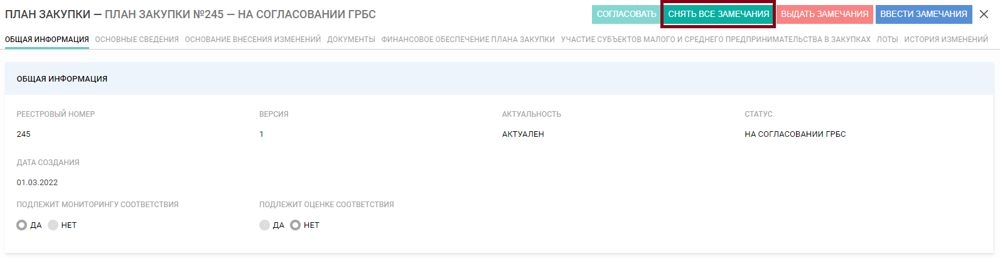 ПЛАН ЗАКУПКИ — ПЛАН ЗАКУПКИ №245 — НА СОГЛАСОВАНИИ ГРБС
СОГЛАСОВАТЬ СНЯТЬ ВСЕ ЗАМЕЧАНИЯ ВЫДАТЬ ЗАМЕЧАНИЯ ВВЕСТИ ЗАМЕЧАНИЯ
ОБЩАЯ ИНФОРМАЦИЯ ОСНОВНЫЕ СВЕДЕНИЯ ОСНОВАНИЕ ВНЕСЕНИЯ ИЗМЕНЕНИЙ ДОКУМЕНТЫ ФИНАНСОВОЕ ОБЕСПЕЧЕНИЕ ПЛАНА ЗАКУПКИ УЧАСТИЕ СУБЪЕКТОВ МАЛОГО И СРЕДНЕГО ПРЕДПРИНИМАТЕЛЬСТВА В ЗАКУПКАХ ЛОТЫ ИСТОРИЯ ИЗМЕНЕНИЙ
ОБЩАЯ ИНФОРМАЦИЯ
РЕЕСТРОВЫЙ НОМЕР ВЕРСИЯ АКТУАЛЬНОСТЬ СТАТУС
245 1 АКТУАЛЕН НА СОГЛАСОВАНИИ ГРБС
ДАТА СОЗДАНИЯ
01.03.2022
ПОДЛЕЖИТ МОНИТОРИНГУ СООТВЕТСТВИЯ ПОДЛЕЖИТ ОЦЕНКЕ СООТВЕТСТВИЯ
ДА НЕТ ДА НЕТ